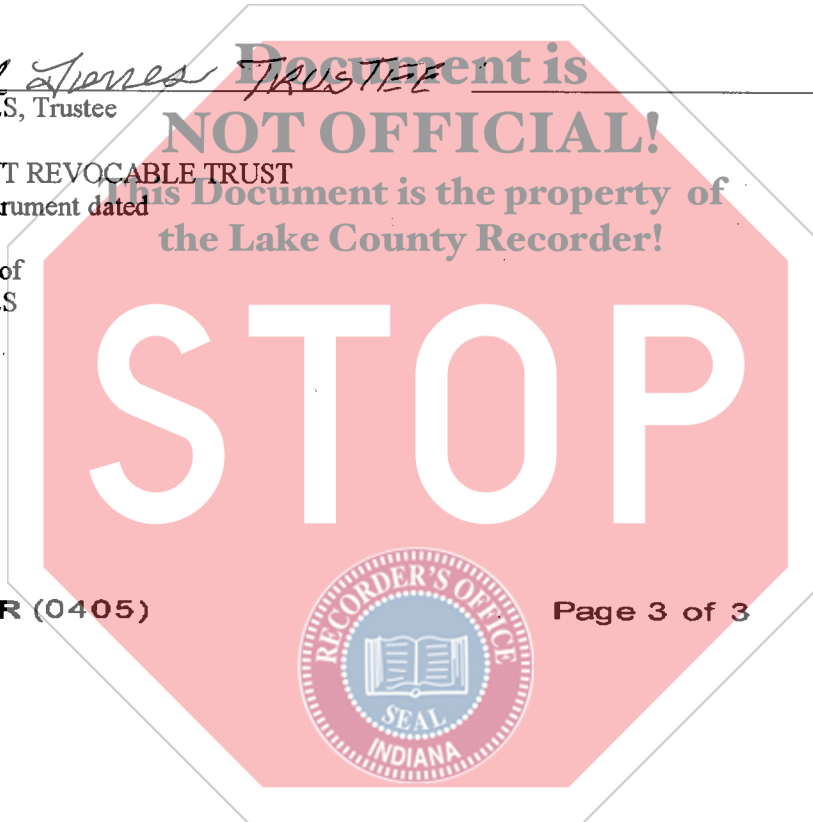 Torres TRUSTEE
S, Trustee
T REVOCABLE TRUST
rument dated
of
S
Document is
NOT OFFICIAL!
This Document is the property of
the Lake County Recorder!
STOP
R (0405)
Page 3 of 3
RECORDER'S OFFICE
SEAL
INDIANA